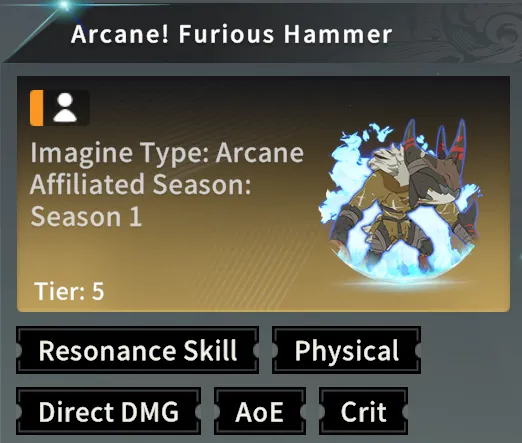 Arcane! Furious Hammer
Imagine Type: Arcane
Affiliated Season:
Season 1
Tier: 5
Resonance Skill
Physical
Direct DMG
AoE
Crit